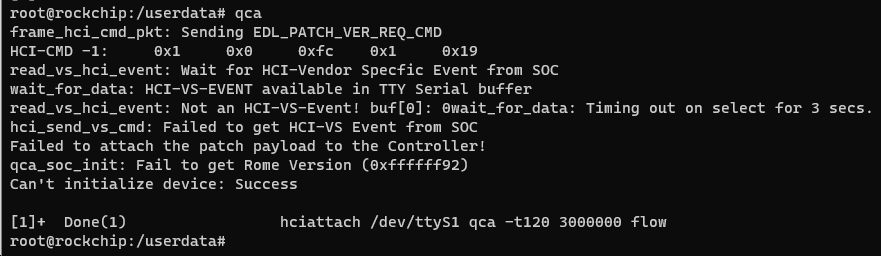 root@rockchip:/userdata# qca
frame_hci_cmd_pkt: Sending EDL_PATCH_VER_REQ_CMD
HCI-CMD -1:     0x1     0x0     0xfc    0x1     0x19
read_vs_hci_event: Wait for HCI-Vendor Specfic Event from SOC
wait_for_data: HCI-VS-EVENT available in TTY Serial buffer
read_vs_hci_event: Not an HCI-VS-Event! buf[0]: 0wait_for_data: Timing out on select for 3 secs.
hci_send_vs_cmd: Failed to get HCI-VS Event from SOC
Failed to attach the patch payload to the Controller!
qca_soc_init: Fail to get Rome Version (0xffffff92)
Can't initialize device: Success
[1]+  Done(1)                 hciattach /dev/ttyS1 qca -t120 3000000 flow
root@rockchip:/userdata#